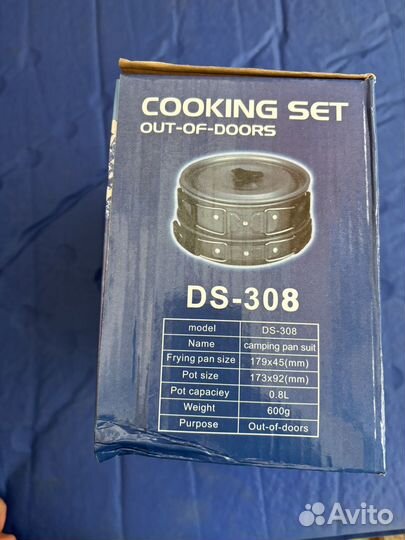 COOKING SET
OUT-OF-DOORS
DS-308
model DS-308
Name camping pan suit
Frying pan size 179x45(mm)
Pot size 173x92(mm)
Pot capaciey 0.8L
Weight 600g
Purpose Out-of-doors
Avito